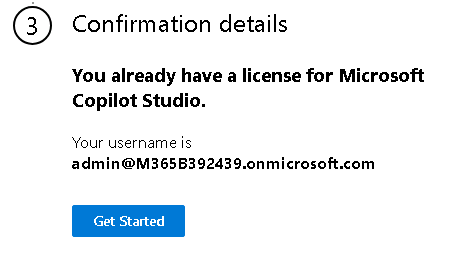 3 Confirmation details
You already have a license for Microsoft
Copilot Studio.
Your username is
admin@M365B392439.onmicrosoft.com
Get Started